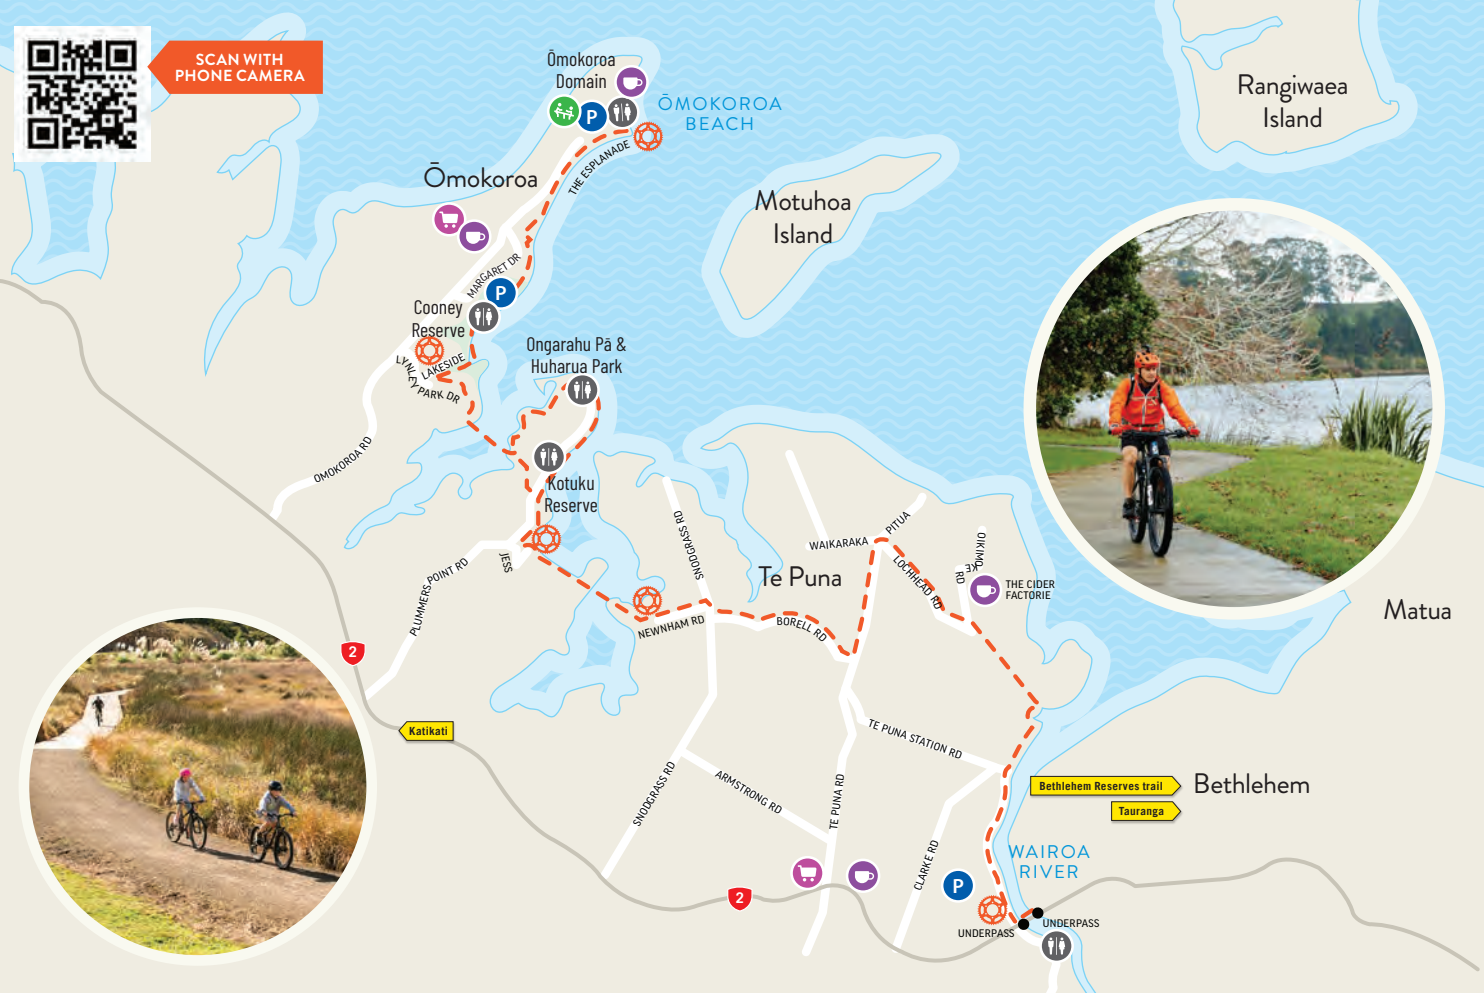 SCAN WITH
PHONE CAMERA
Ōmokoroa
Domain
P
ŌMOKOROA
BEACH
THE ESPLANADE
Rangiwaea
Island
Ōmokoroa
Motuhoa
Island
MARGARET DR
P
Cooney
Reserve
LAKESIDE
LYNLEY PARK DR
Ongarahu Pā &
Huharua Park
OMOKOROA RD
Kotuku
Reserve
JESS
PLUMMERS POINT RD
SNODGRASS RD
WAIKARAKA
PITUA
Te Puna
LOCHHEAD RD
OIKIMO
KE
RD
THE CIDER
FACTORIE
Matua
NEWNHAM RD
BORELL RD
2
Katikati
TE PUNA STATION RD
SNODGRASS RD
ARMSTRONG RD
TE PUNA RD
Bethlehem Reserves trail
Bethlehem
Tauranga
WAIROA
RIVER
CLARKE RD
P
2
UNDERPASS
UNDERPASS